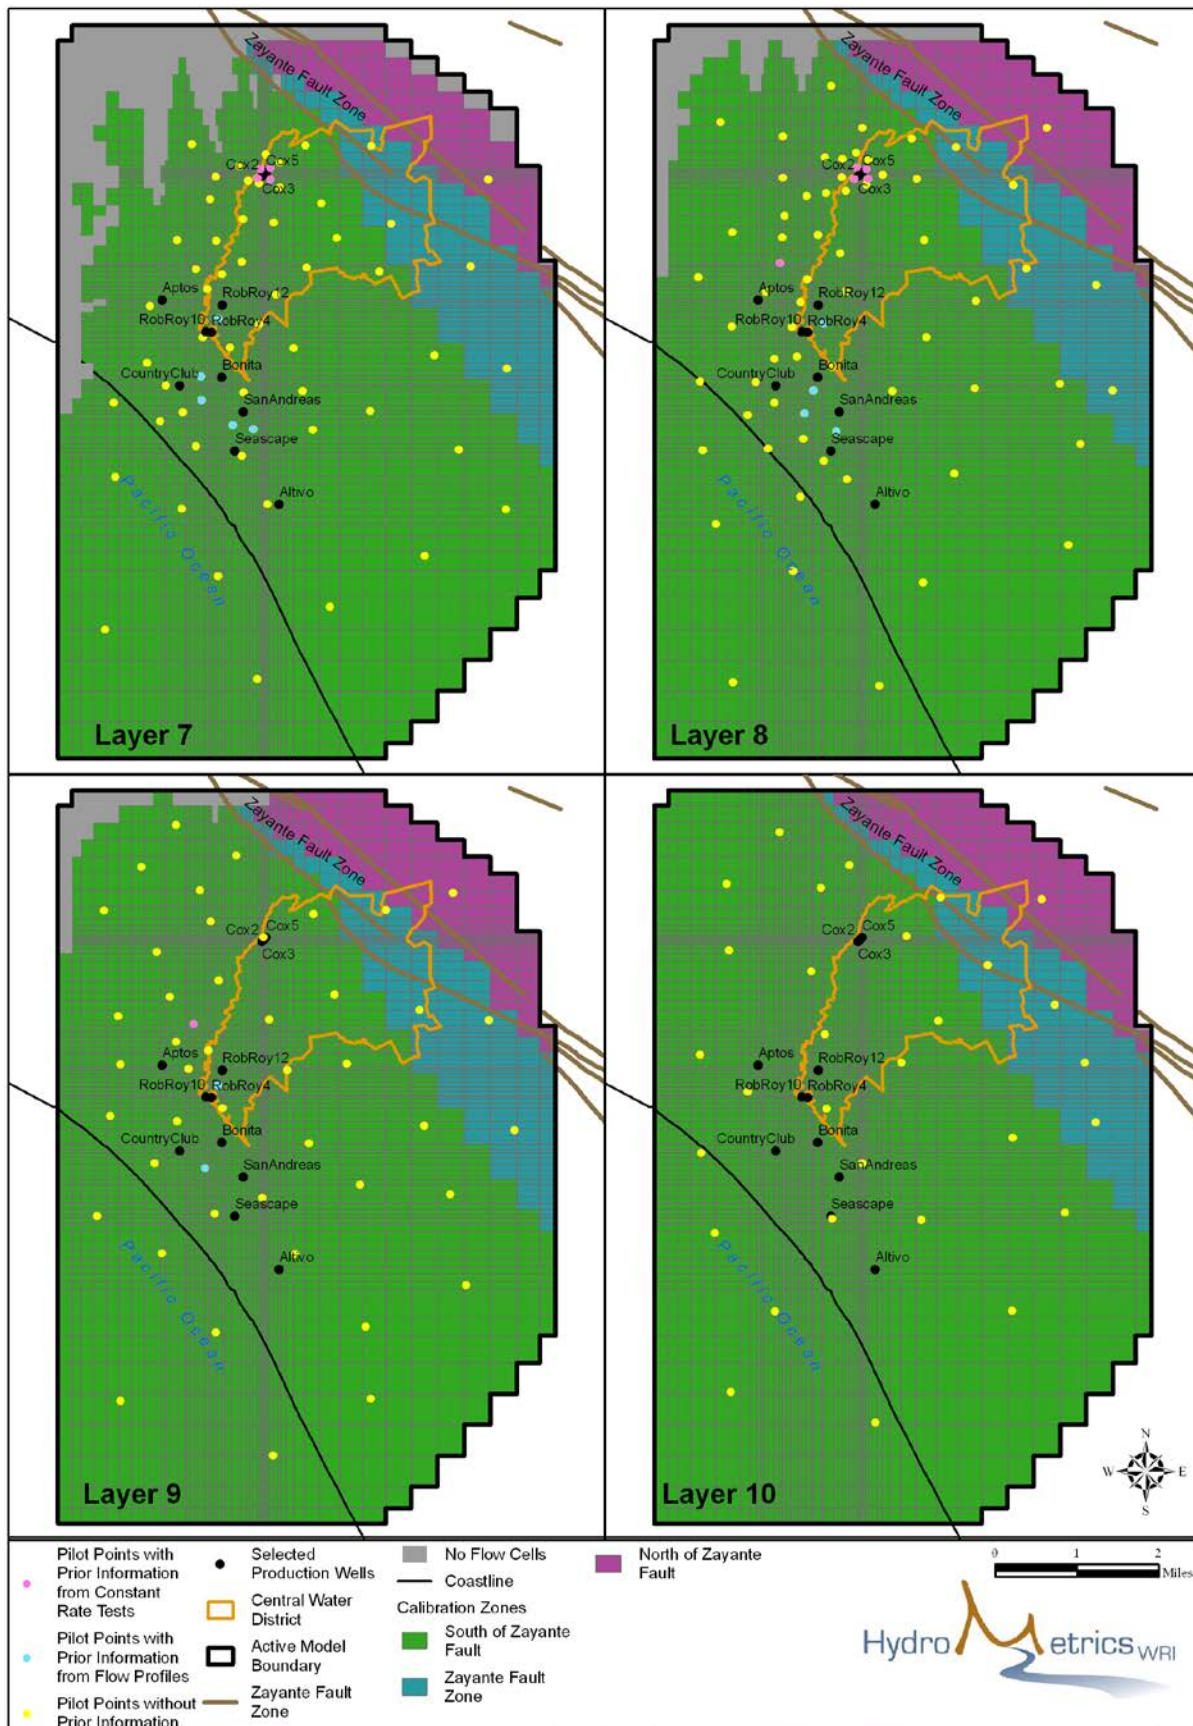 Zayante Fault Zone
Cox2
Cox5
Cox3
Aptos
RobRoy12
RobRoy10
RobRoy4
CountryClub
Bonita
SanAndreas
Seascape
Altivo
Pacific Ocean
Layer 7
Zayante Fault Zone
Cox2
Cox5
Cox3
Aptos
RobRoy12
RobRoy10
RobRoy4
CountryClub
Bonita
SanAndreas
Seascape
Altivo
Pacific Ocean
Layer 8
Zayante Fault Zone
Cox2
Cox5
Cox3
Aptos
RobRoy12
RobRoy10
RobRoy4
CountryClub
Bonita
SanAndreas
Seascape
Altivo
Pacific Ocean
Layer 9
Zayante Fault Zone
Cox2
Cox5
Cox3
Aptos
RobRoy12
RobRoy10
RobRoy4
CountryClub
Bonita
SanAndreas
Seascape
Altivo
Pacific Ocean
Layer 10
N
W
E
S
Pilot Points with
Prior Information
from Constant
Rate Tests
Pilot Points with
Prior Information
from Flow Profiles
Pilot Points without
Prior Information
Selected
Production Wells
Central Water
District
Active Model
Boundary
Zayante Fault
Zone
No Flow Cells
Coastline
Calibration Zones
South of Zayante
Fault
Zayante Fault
Zone
North of Zayante
Fault
0 1 2
Miles
HydroMetrics WRI